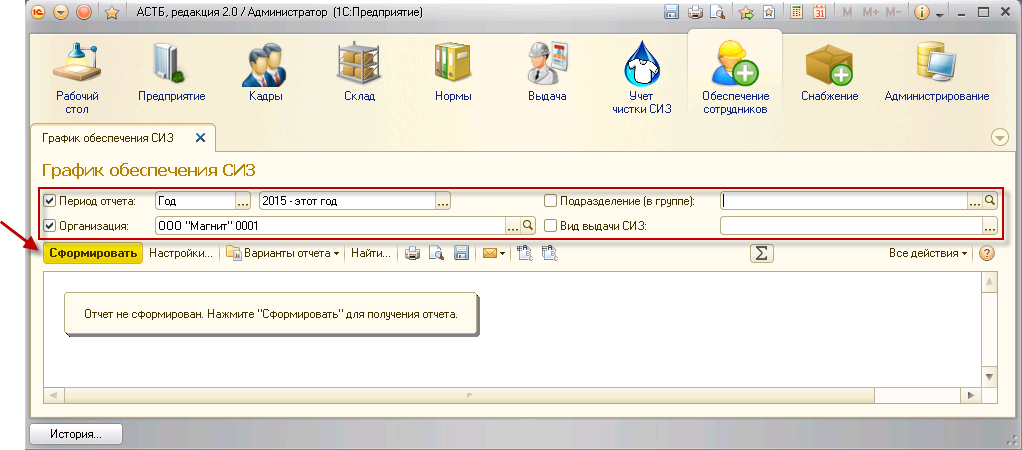 АСТБ, редакция 2.0 / Администратор (1С:Предприятие)
M M+ M-
Рабочий стол
Предприятие
Кадры
Склад
Нормы
Выдача
Учет чистки СИЗ
Обеспечение сотрудников
Снабжение
Администрирование
График обеспечения СИЗ
График обеспечения СИЗ
Период отчета: Год ... 2015 - этот год ... Подразделение (в группе): ...
Организация: ООО "Магнит" 0001 ... Вид выдачи СИЗ: ...
Сформировать Настройки... Варианты отчета Найти... Σ Все действия ?
Отчет не сформирован. Нажмите "Сформировать" для получения отчета.
История...